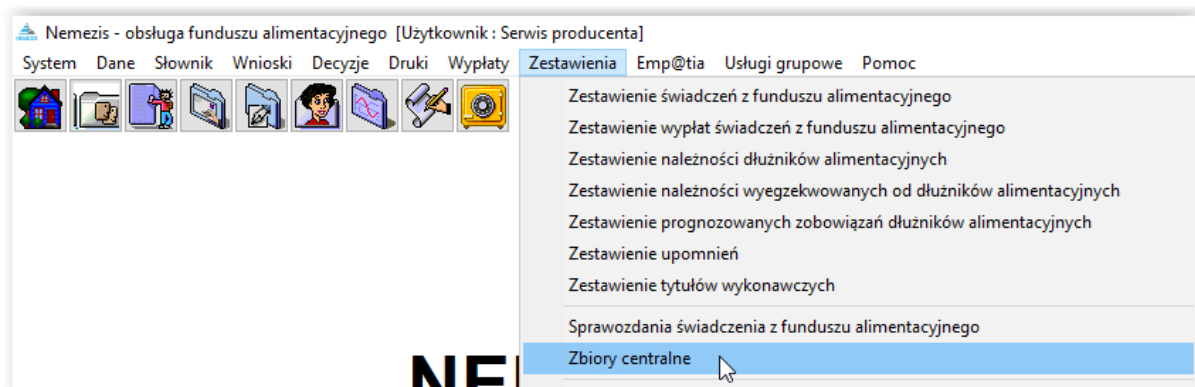 Nemezis - obsługa funduszu alimentacyjnego [Użytkownik : Serwis producenta]
System Dane Słownik Wnioski Decyzje Druki Wypłaty Zestawienia Emp@tia Usługi grupowe Pomoc
Zestawienie świadczeń z funduszu alimentacyjnego
Zestawienie wypłat świadczeń z funduszu alimentacyjnego
Zestawienie należności dłużników alimentacyjnych
Zestawienie należności wyegzekwowanych od dłużników alimentacyjnych
Zestawienie prognozowanych zobowiązań dłużników alimentacyjnych
Zestawienie upomnień
Zestawienie tytułów wykonawczych
Sprawozdania świadczenia z funduszu alimentacyjnego
Zbiory centralne